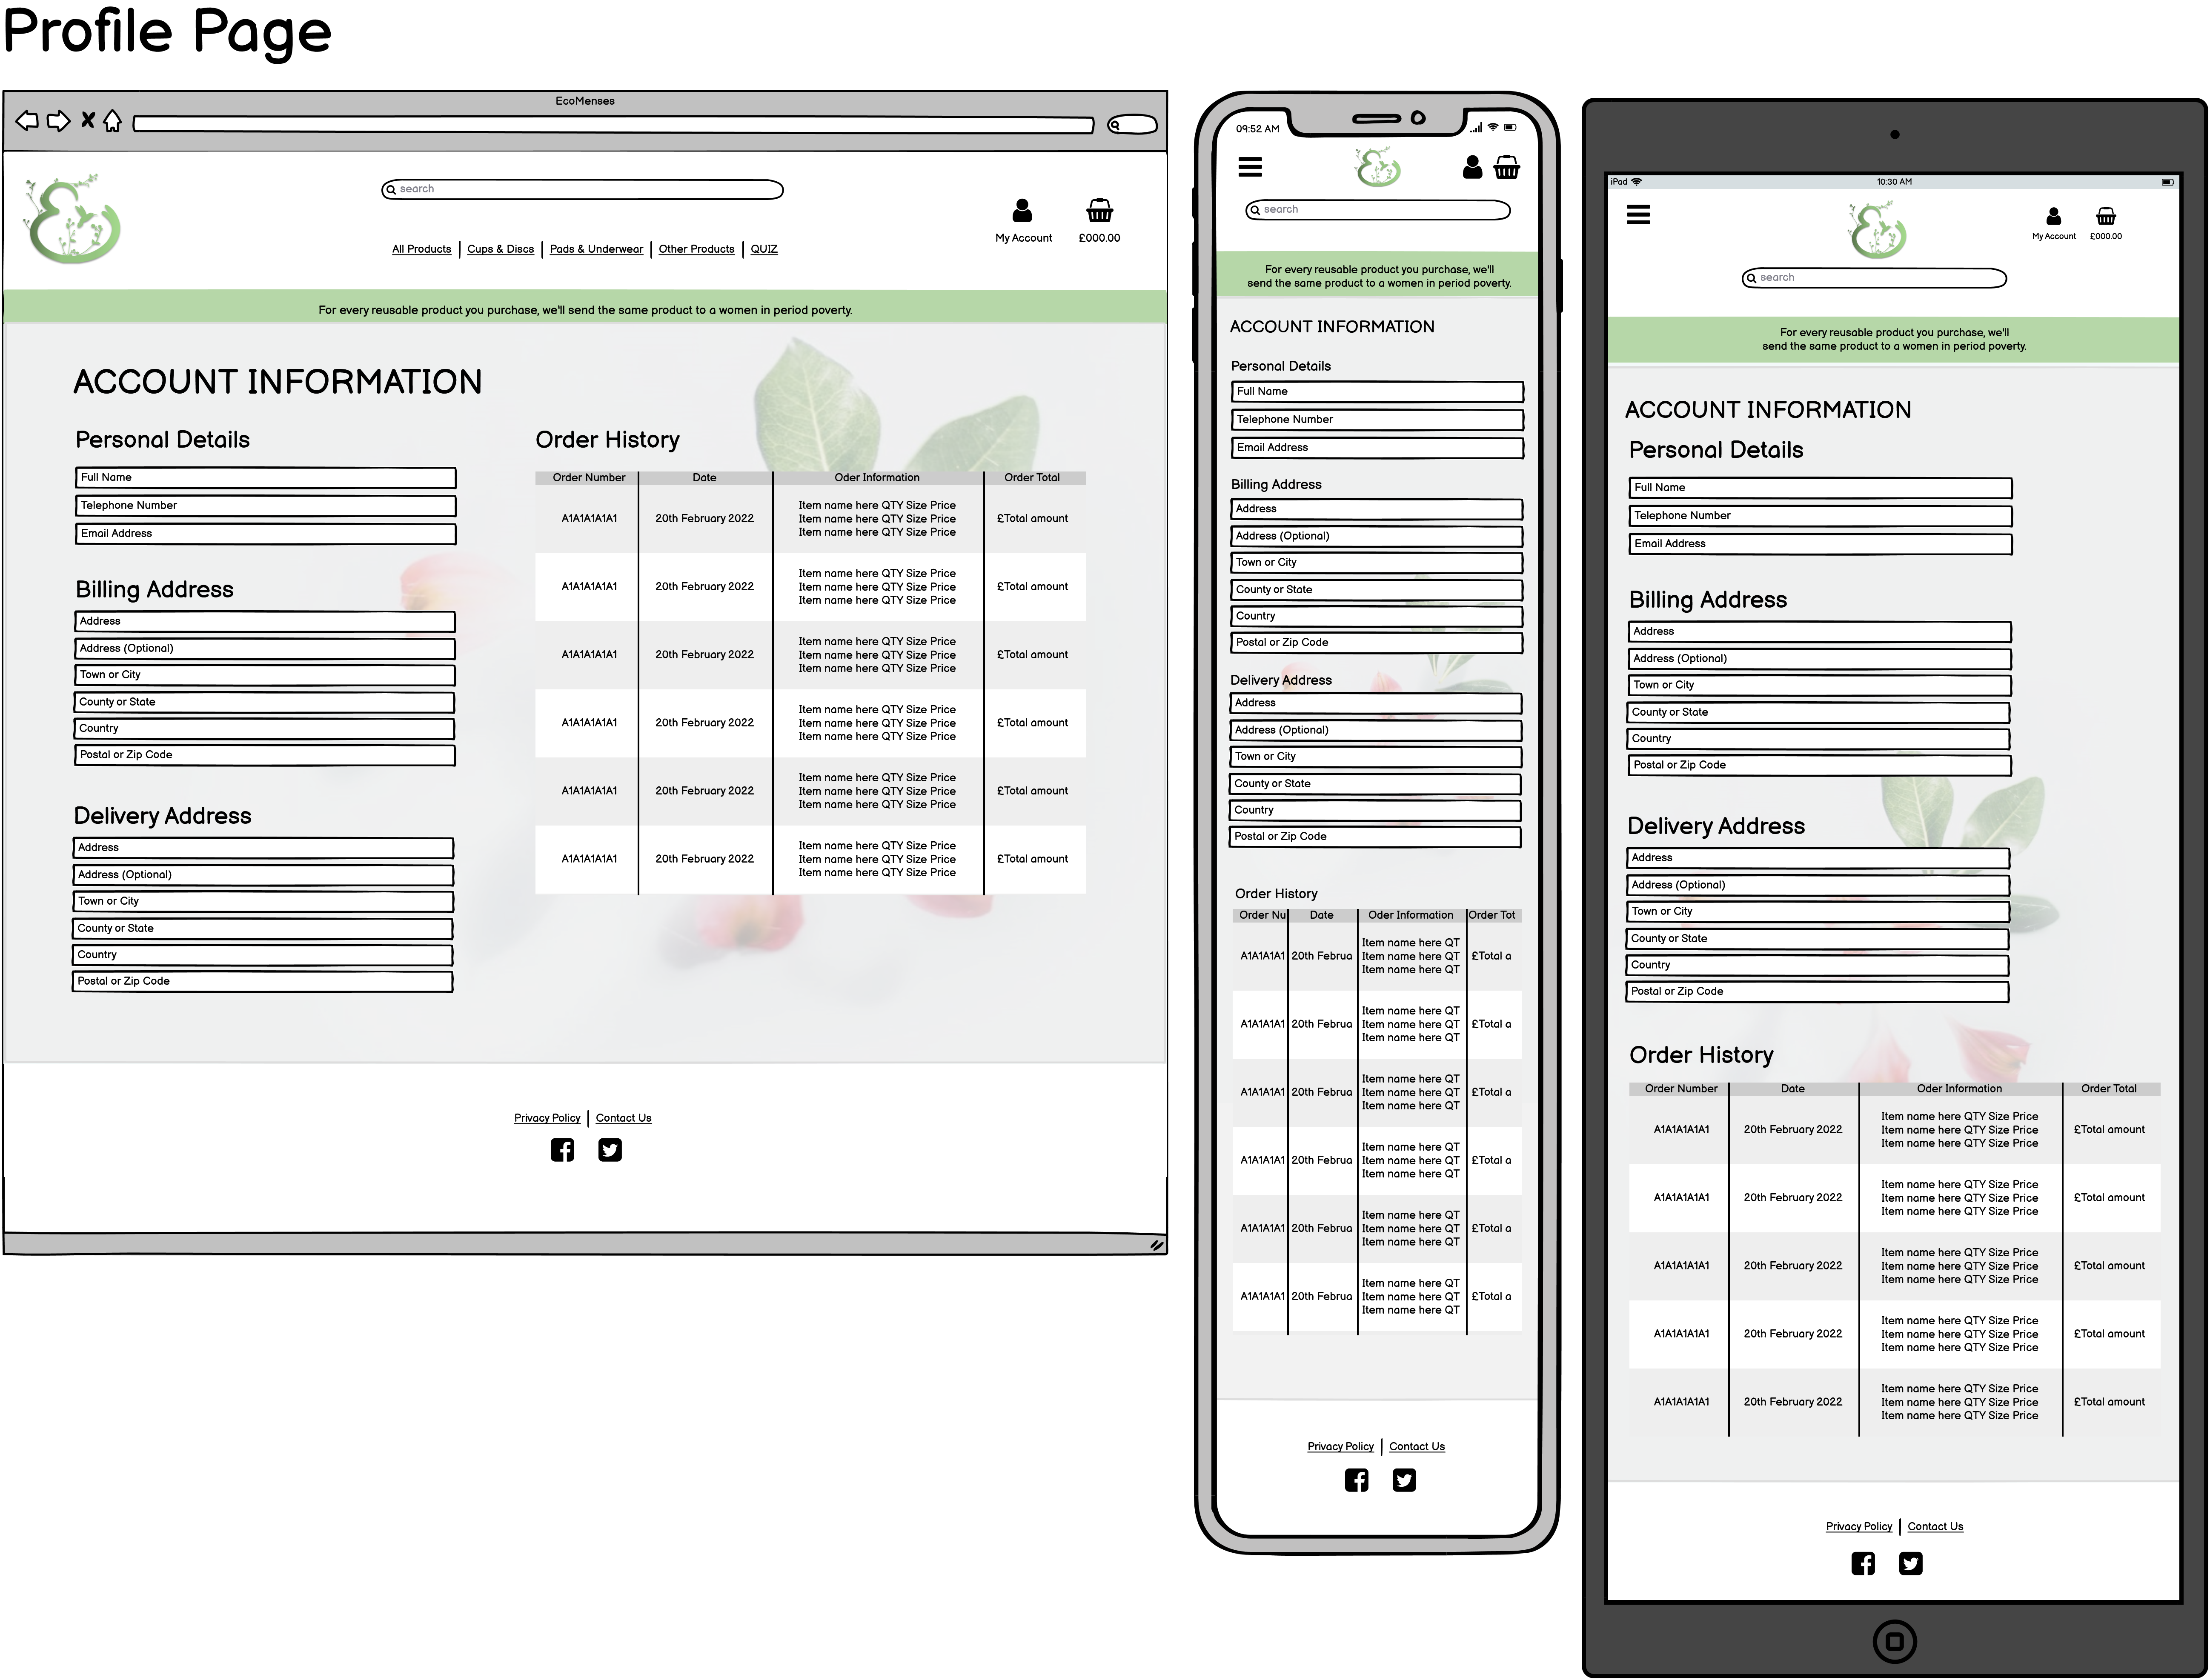 Profile Page
EcoMenses
search
My Account
£000.00
All Products
Cups & Discs
Pads & Underwear
Other Products
QUIZ
For every reusable product you purchase, we'll send the same product to a women in period poverty.
ACCOUNT INFORMATION
Personal Details
Full Name
Telephone Number
Email Address
Billing Address
Address
Address (Optional)
Town or City
County or State
Country
Postal or Zip Code
Delivery Address
Address
Address (Optional)
Town or City
County or State
Country
Postal or Zip Code
Order History
Order Number Date Oder Information Order Total
Item name here QTY Size Price
A1A1A1A1A1 20th February 2022 Item name here QTY Size Price £Total amount
Item name here QTY Size Price
Item name here QTY Size Price
A1A1A1A1A1 20th February 2022 Item name here QTY Size Price £Total amount
Item name here QTY Size Price
Item name here QTY Size Price
A1A1A1A1A1 20th February 2022 Item name here QTY Size Price £Total amount
Item name here QTY Size Price
Item name here QTY Size Price
A1A1A1A1A1 20th February 2022 Item name here QTY Size Price £Total amount
Item name here QTY Size Price
Item name here QTY Size Price
A1A1A1A1A1 20th February 2022 Item name here QTY Size Price £Total amount
Item name here QTY Size Price
Item name here QTY Size Price
A1A1A1A1A1 20th February 2022 Item name here QTY Size Price £Total amount
Item name here QTY Size Price
Privacy Policy
Contact Us
09:52 AM
search
For every reusable product you purchase, we'll
send the same product to a women in period poverty.
ACCOUNT INFORMATION
Personal Details
Full Name
Telephone Number
Email Address
Billing Address
Address
Address (Optional)
Town or City
County or State
Country
Postal or Zip Code
Delivery Address
Address
Address (Optional)
Town or City
County or State
Country
Postal or Zip Code
Order History
Order Nu Date Oder Information Order Tot
Item name here QT
A1A1A1A1 20th Februa Item name here QT £Total a
Item name here QT
Item name here QT
A1A1A1A1 20th Februa Item name here QT £Total a
Item name here QT
Item name here QT
A1A1A1A1 20th Februa Item name here QT £Total a
Item name here QT
Item name here QT
A1A1A1A1 20th Februa Item name here QT £Total a
Item name here QT
Item name here QT
A1A1A1A1 20th Februa Item name here QT £Total a
Item name here QT
Item name here QT
A1A1A1A1 20th Februa Item name here QT £Total a
Item name here QT
Privacy Policy
Contact Us
iPad
10:30 AM
My Account
£000.00
search
For every reusable product you purchase, we'll
send the same product to a women in period poverty.
ACCOUNT INFORMATION
Personal Details
Full Name
Telephone Number
Email Address
Billing Address
Address
Address (Optional)
Town or City
County or State
Country
Postal or Zip Code
Delivery Address
Address
Address (Optional)
Town or City
County or State
Country
Postal or Zip Code
Order History
Order Number Date Oder Information Order Total
Item name here QTY Size Price
A1A1A1A1A1 20th February 2022 Item name here QTY Size Price £Total amount
Item name here QTY Size Price
Item name here QTY Size Price
A1A1A1A1A1 20th February 2022 Item name here QTY Size Price £Total amount
Item name here QTY Size Price
Item name here QTY Size Price
A1A1A1A1A1 20th February 2022 Item name here QTY Size Price £Total amount
Item name here QTY Size Price
Item name here QTY Size Price
A1A1A1A1A1 20th February 2022 Item name here QTY Size Price £Total amount
Item name here QTY Size Price
Item name here QTY Size Price
A1A1A1A1A1 20th February 2022 Item name here QTY Size Price £Total amount
Item name here QTY Size Price
Privacy Policy
Contact Us